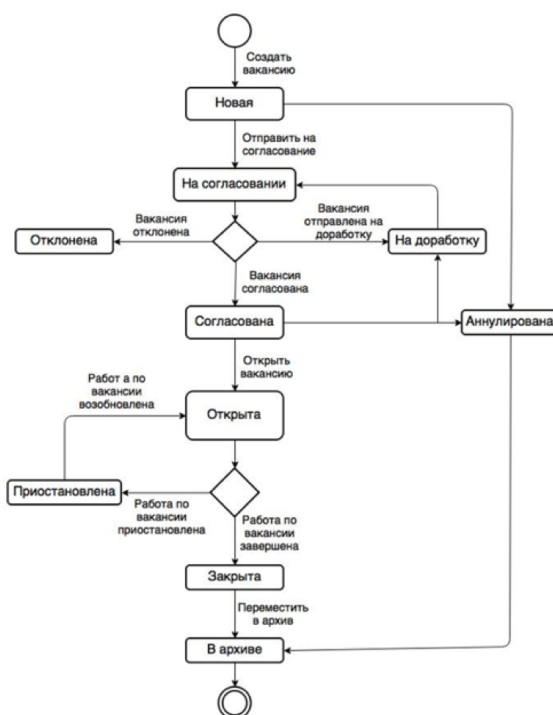 Создать
вакансию
Новая
Отправить на
согласование
На согласовании
Вакансия
отклонена
Вакансия
отправлена на
доработку
Отклонена
На доработку
Вакансия
согласована
Согласована
Аннулирована
Открыть
вакансию
Работ а по
вакансии
возобновлена
Открыта
Приостановлена
Работа по
вакансии
приостановлена
Работа по
вакансии
завершена
Закрыта
Переместить
в архив
В архиве